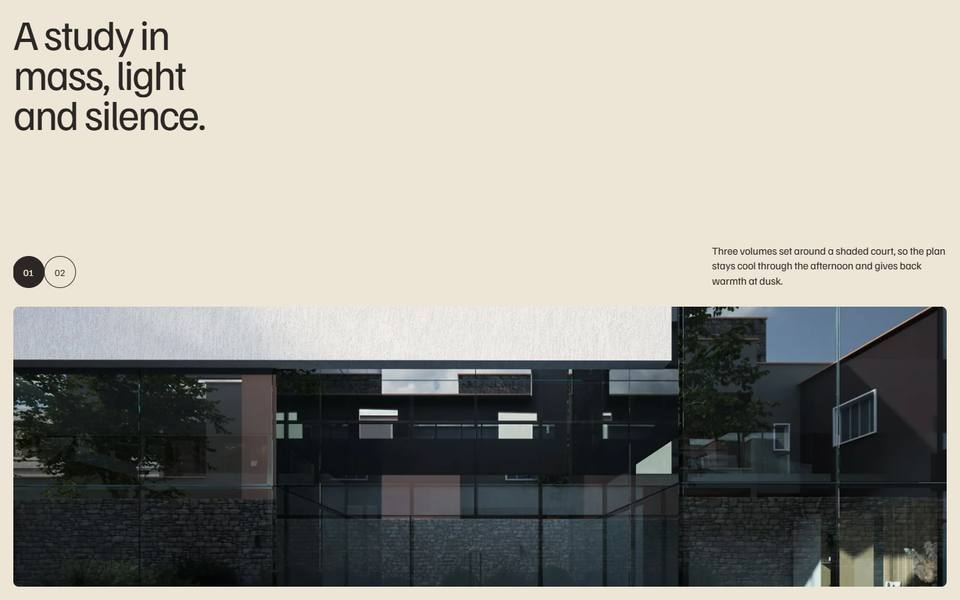 A study in
mass, light
and silence.
01
02
Three volumes set around a shaded court, so the plan
stays cool through the afternoon and gives back
warmth at dusk.